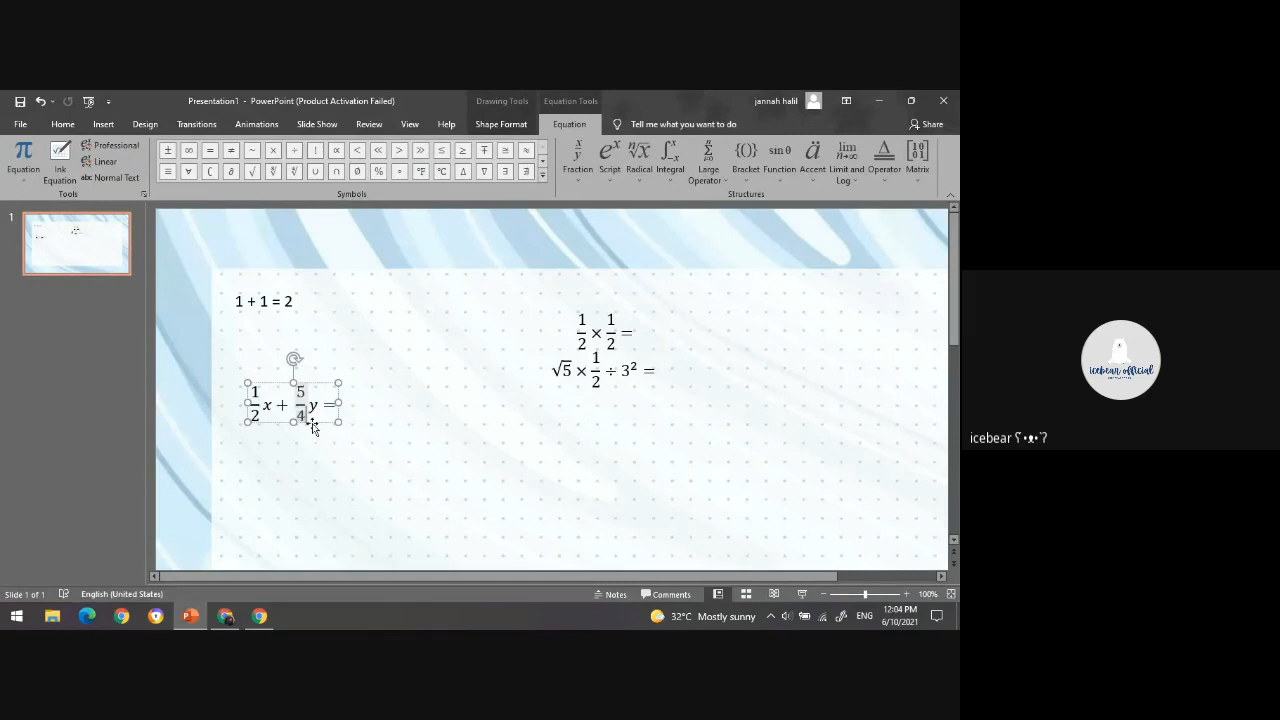 Presentation1 - PowerPoint (Product Activation Failed)
Drawing Tools
Equation Tools
jannah halil
File Home Insert Design Transitions Animations Slide Show Review View Help Shape Format Equation Tell me what you want to do Share
π Equation
Ink Equation
Professional
Linear
abc Normal Text
Tools
± ∞ = ≠ ~ × ÷ ! ∝ < ≪ > ≫ ≤ ≥ ∓ ≅ ≈
≡ ∀ ∁ ∂ √ ∛ ∜ ∪ ∩ ∅ % ° °F °C ∆ ∇ ∃ ∄
Symbols
Fraction Script Radical Integral Large Operator Bracket Function Accent Limit and Log Operator Matrix
Structures
1
1 + 1 = 2
1/2 × 1/2 =
√5 × 1/2 ÷ 3² =
1/2 x + 5/4 y =
icebear official
icebear ʕ•ᴥ•ʔ
Slide 1 of 1
English (United States)
Notes
Comments
100%
32°C Mostly sunny
ENG
12:04 PM
6/10/2021